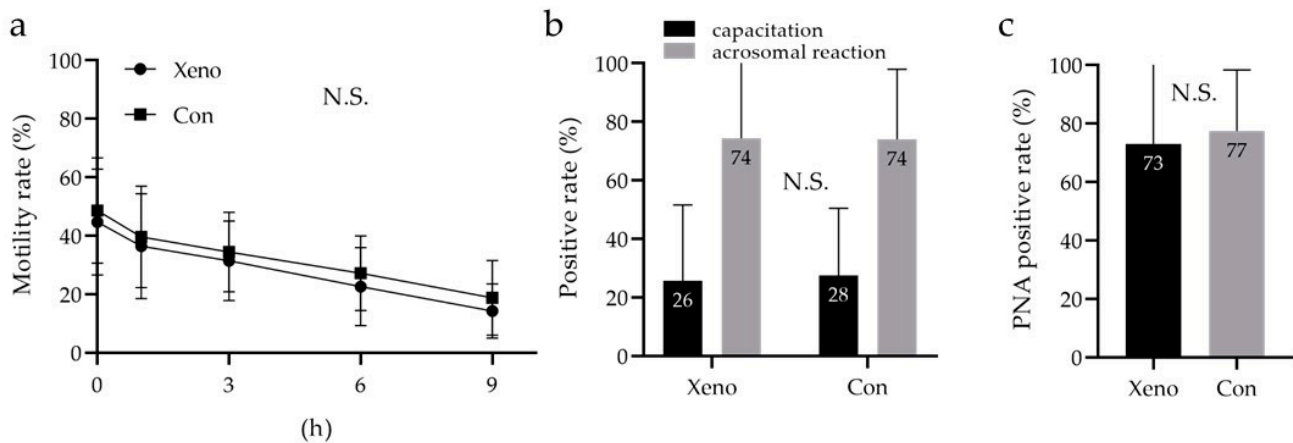 a
Motility rate (%)
100
80
60
40
20
0
Xeno
Con
N.S.
0 3 6 9
(h)
b
capacitation
acrosomal reaction
Positive rate (%)
100
80
60
40
20
0
26
74
N.S.
28
74
Xeno Con
c
PNA positive rate (%)
100
80
60
40
20
0
N.S.
73
77
Xeno Con